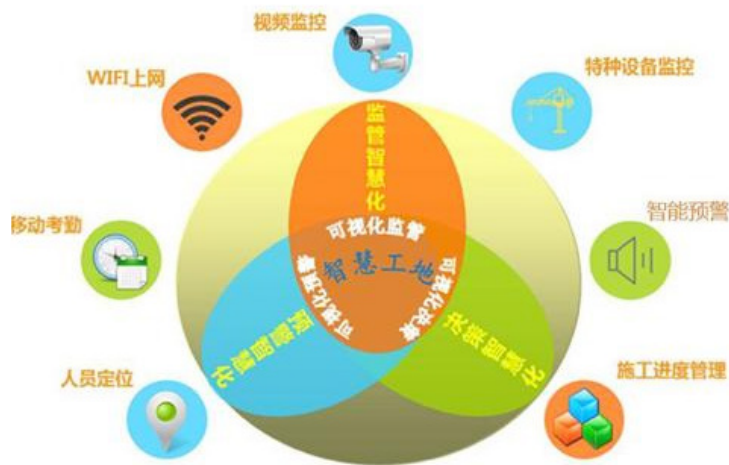 视频监控
WIFI上网
特种设备监控
监管智慧化
移动考勤
智能预警
可视化监管
智慧工地
可视化预警
可视化决策
预警智慧化
决策智慧化
人员定位
施工进度管理